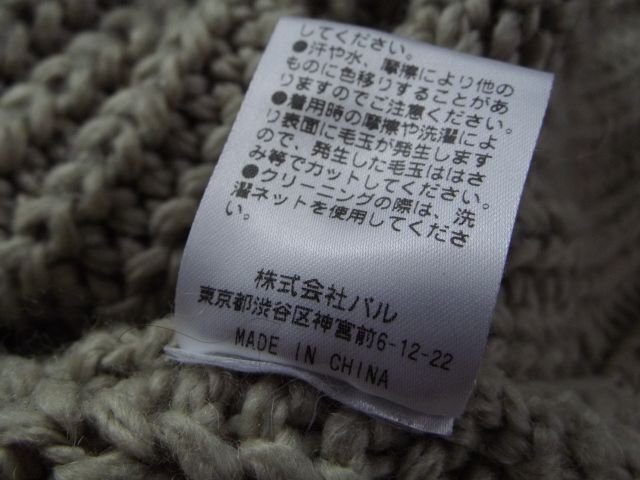 してください。
●汗や水、摩擦により他の
ものに色移りすることがあ
りますのでご注意ください。
●着用時の摩擦や洗濯によ
り表面に毛玉が発生します
ので、発生した毛玉ははさ
み等でカットしてください。
●クリーニングの際は、洗
濯ネットを使用してくださ
い。
株式会社パル
東京都渋谷区神宮前6-12-22
MADE IN CHINA